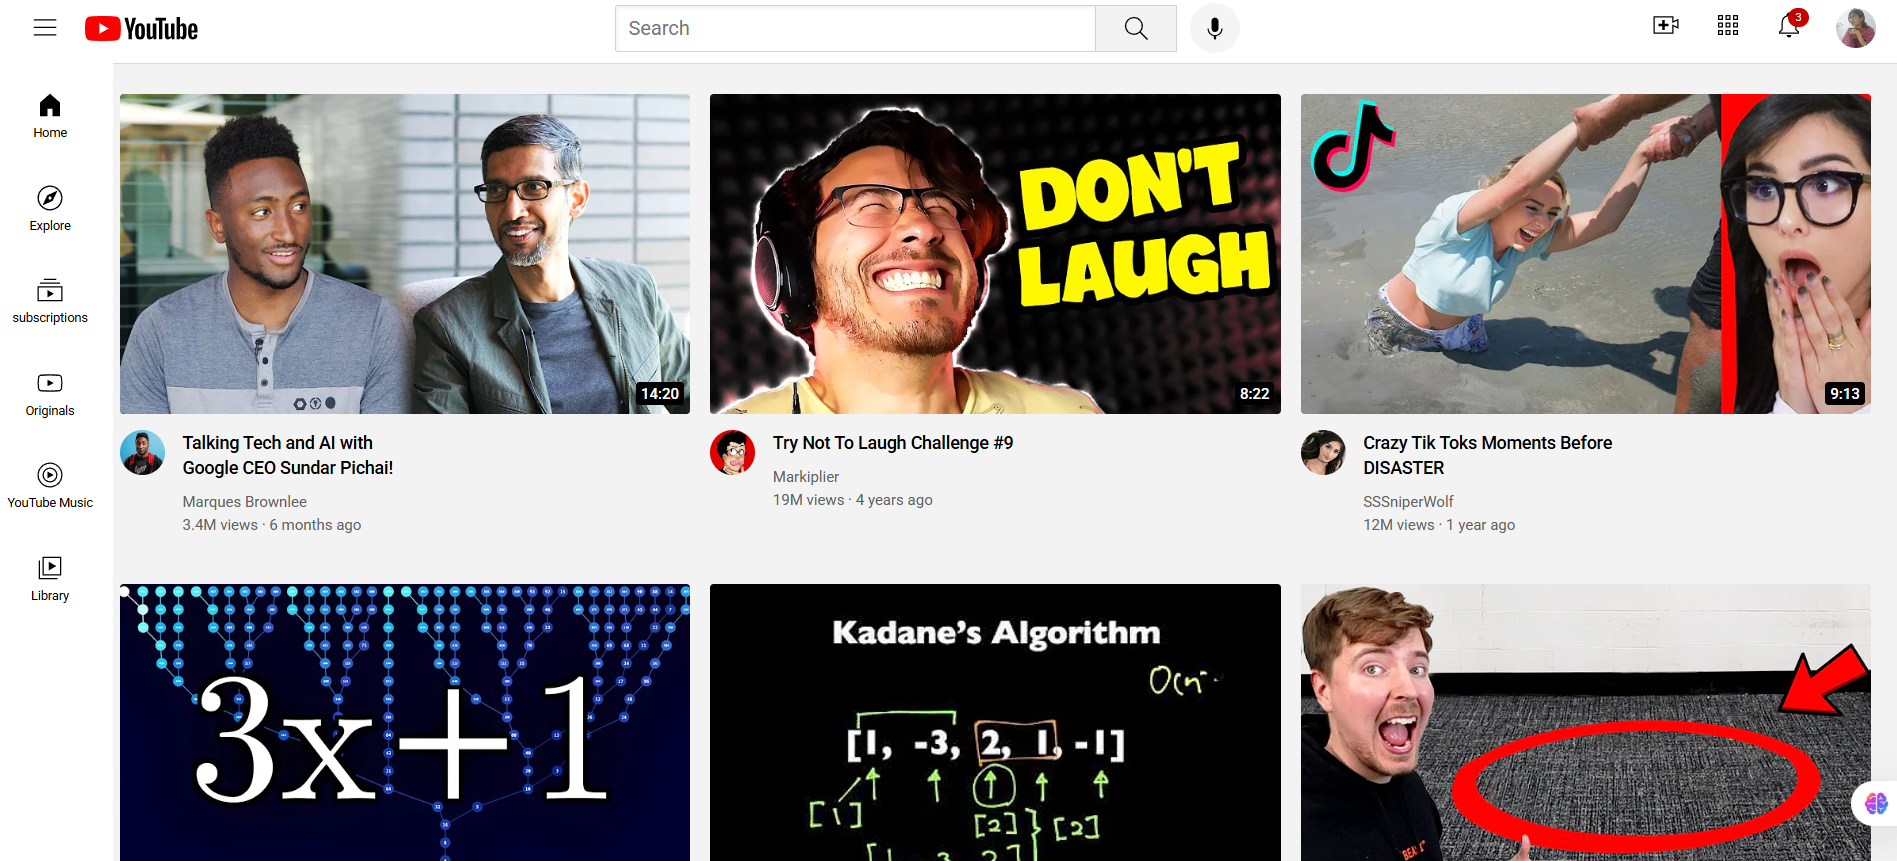 YouTube
Search
3
Home
Explore
subscriptions
Originals
YouTube Music
Library
14:20
Talking Tech and AI with
Google CEO Sundar Pichai!
Marques Brownlee
3.4M views · 6 months ago
DON'T
LAUGH
8:22
Try Not To Laugh Challenge #9
Markiplier
19M views · 4 years ago
9:13
Crazy Tik Toks Moments Before
DISASTER
SSSniperWolf
12M views · 1 year ago
3x+1
Kadane's Algorithm
[1, -3, 2, 1, -1]
[1]
[2]
[2]